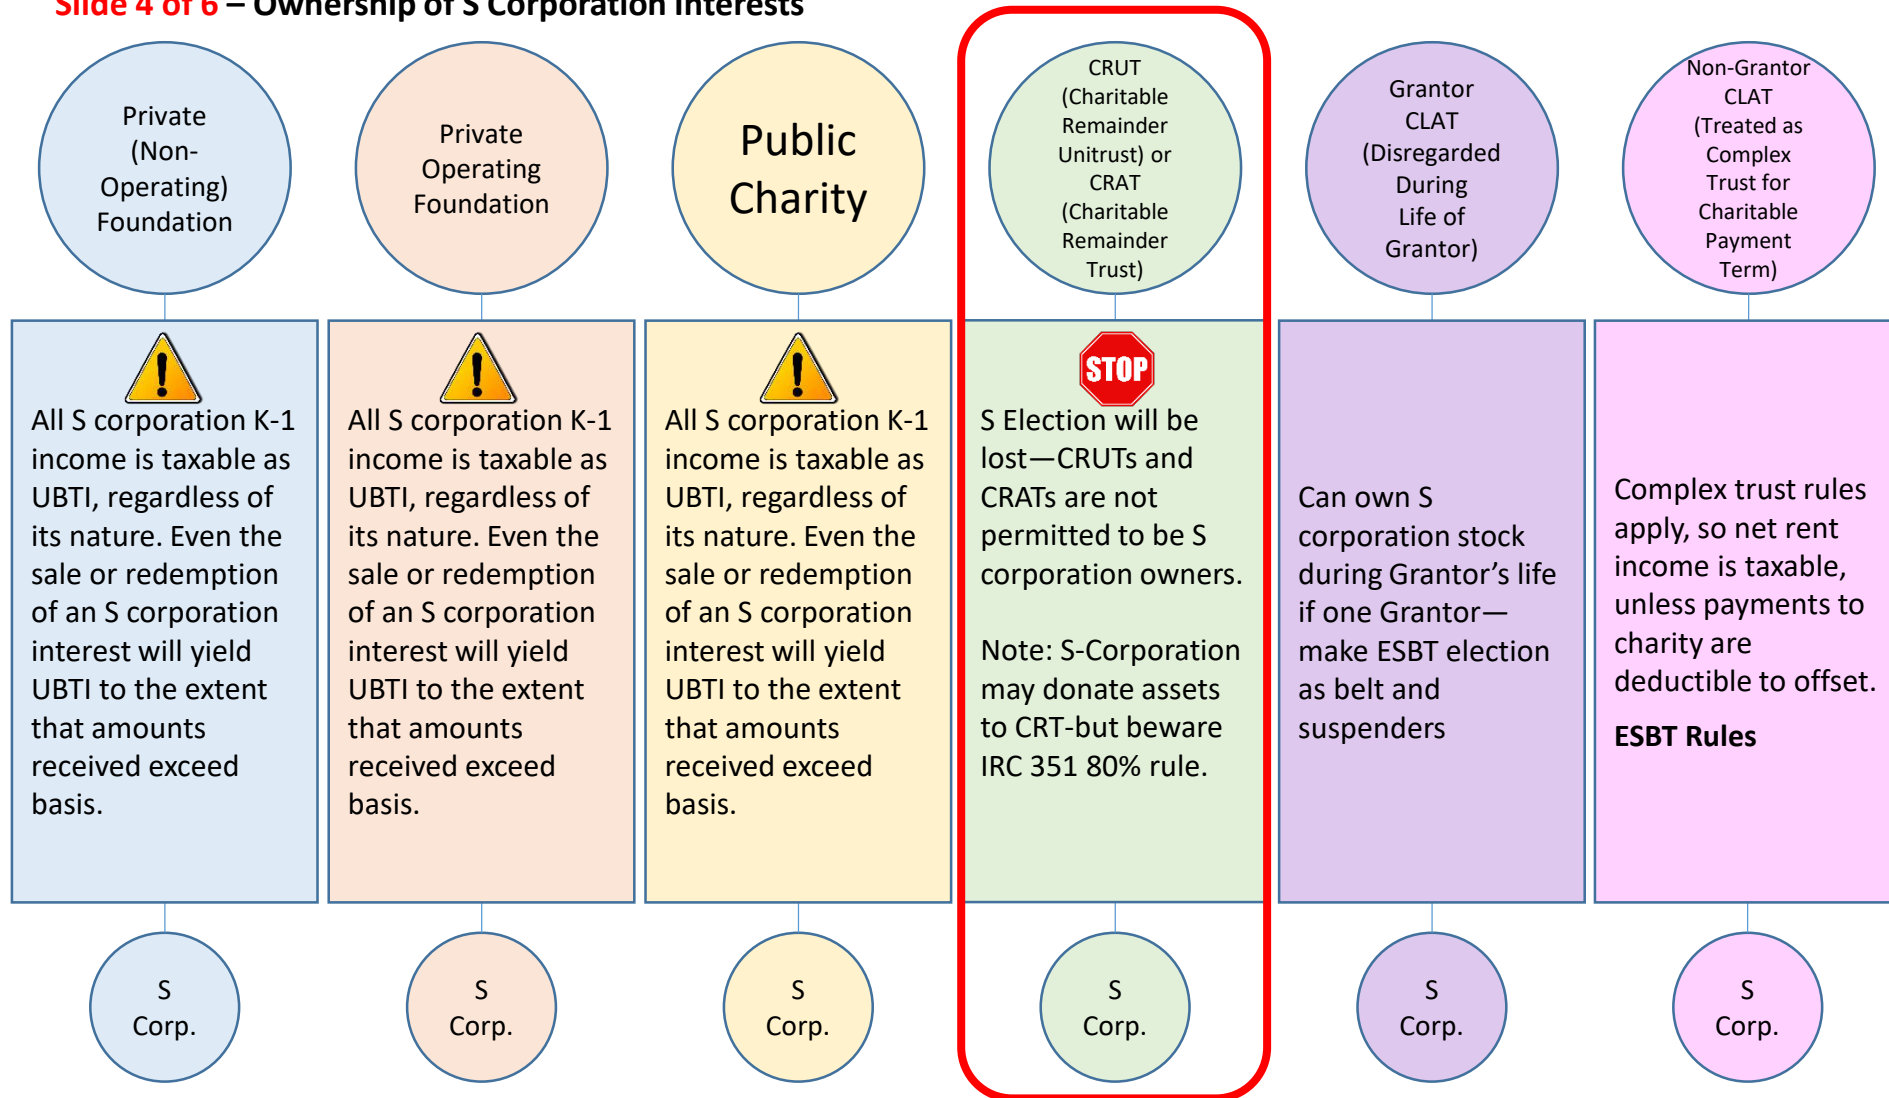 Slide 4 of 6 – Ownership of S Corporation Interests
Private
(Non-
Operating)
Foundation
Private
Operating
Foundation
Public
Charity
CRUT
(Charitable
Remainder
Unitrust) or
CRAT
(Charitable
Remainder
Trust)
Grantor
CLAT
(Disregarded
During
Life of
Grantor)
Non-Grantor
CLAT
(Treated as
Complex
Trust for
Charitable
Payment
Term)
All S corporation K-1
income is taxable as
UBTI, regardless of
its nature. Even the
sale or redemption
of an S corporation
interest will yield
UBTI to the extent
that amounts
received exceed
basis.
All S corporation K-1
income is taxable as
UBTI, regardless of
its nature. Even the
sale or redemption
of an S corporation
interest will yield
UBTI to the extent
that amounts
received exceed
basis.
All S corporation K-1
income is taxable as
UBTI, regardless of
its nature. Even the
sale or redemption
of an S corporation
interest will yield
UBTI to the extent
that amounts
received exceed
basis.
STOP
S Election will be
lost—CRUTs and
CRATs are not
permitted to be S
corporation owners.
Note: S-Corporation
may donate assets
to CRT-but beware
IRC 351 80% rule.
Can own S
corporation stock
during Grantor’s life
if one Grantor—
make ESBT election
as belt and
suspenders
Complex trust rules
apply, so net rent
income is taxable,
unless payments to
charity are
deductible to offset.
ESBT Rules
S
Corp.
S
Corp.
S
Corp.
S
Corp.
S
Corp.
S
Corp.